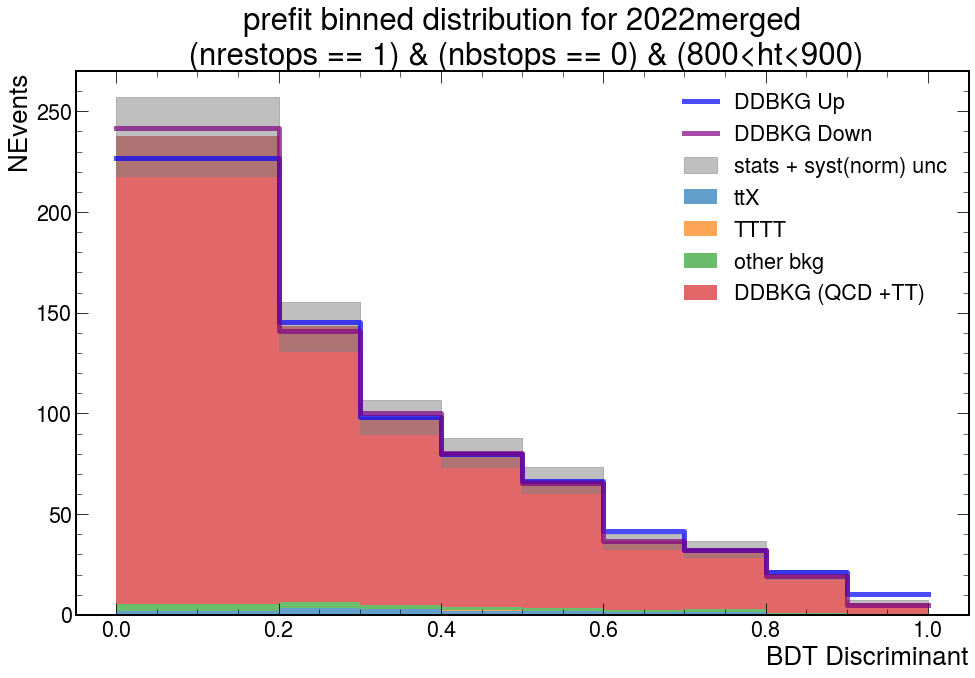 prefit binned distribution for 2022merged
(nrestops == 1) & (nbstops == 0) & (800<ht<900)
NEvents
250
200
150
100
50
0
DDBKG Up
DDBKG Down
stats + syst(norm) unc
ttX
TTTT
other bkg
DDBKG (QCD +TT)
0.0 0.2 0.4 0.6 0.8 1.0
BDT Discriminant